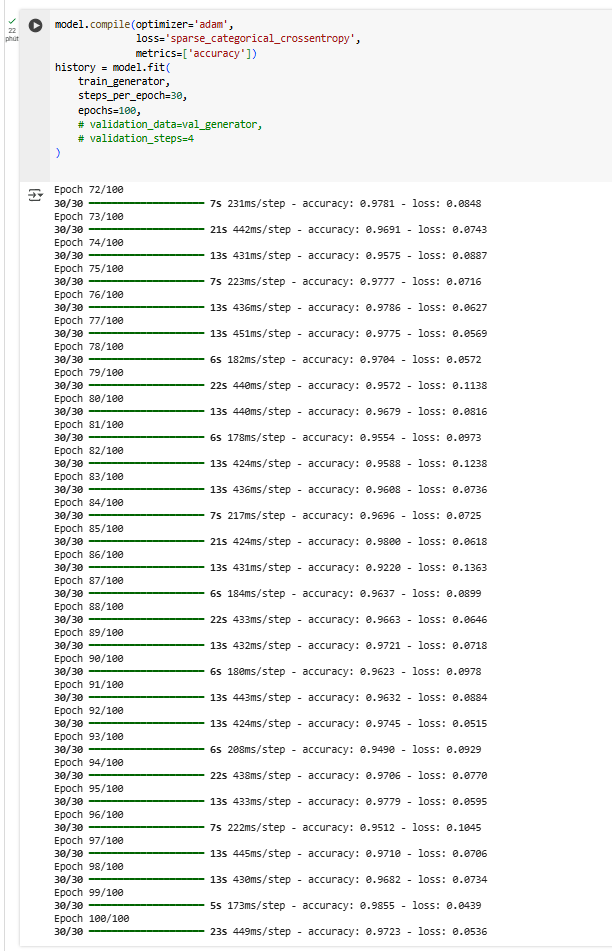 22
phút
model.compile(optimizer='adam',
loss='sparse_categorical_crossentropy',
metrics=['accuracy'])
history = model.fit(
train_generator,
steps_per_epoch=30,
epochs=100,
# validation_data=val_generator,
# validation_steps=4
)
Epoch 72/100
30/30 7s 231ms/step - accuracy: 0.9781 - loss: 0.0848
Epoch 73/100
30/30 21s 442ms/step - accuracy: 0.9691 - loss: 0.0743
Epoch 74/100
30/30 13s 431ms/step - accuracy: 0.9575 - loss: 0.0887
Epoch 75/100
30/30 7s 223ms/step - accuracy: 0.9777 - loss: 0.0716
Epoch 76/100
30/30 13s 436ms/step - accuracy: 0.9786 - loss: 0.0627
Epoch 77/100
30/30 13s 451ms/step - accuracy: 0.9775 - loss: 0.0569
Epoch 78/100
30/30 6s 182ms/step - accuracy: 0.9704 - loss: 0.0572
Epoch 79/100
30/30 22s 440ms/step - accuracy: 0.9572 - loss: 0.1138
Epoch 80/100
30/30 13s 440ms/step - accuracy: 0.9679 - loss: 0.0816
Epoch 81/100
30/30 6s 178ms/step - accuracy: 0.9554 - loss: 0.0973
Epoch 82/100
30/30 13s 424ms/step - accuracy: 0.9588 - loss: 0.1238
Epoch 83/100
30/30 13s 436ms/step - accuracy: 0.9608 - loss: 0.0736
Epoch 84/100
30/30 7s 217ms/step - accuracy: 0.9696 - loss: 0.0725
Epoch 85/100
30/30 21s 424ms/step - accuracy: 0.9800 - loss: 0.0618
Epoch 86/100
30/30 13s 431ms/step - accuracy: 0.9220 - loss: 0.1363
Epoch 87/100
30/30 6s 184ms/step - accuracy: 0.9637 - loss: 0.0899
Epoch 88/100
30/30 22s 433ms/step - accuracy: 0.9663 - loss: 0.0646
Epoch 89/100
30/30 13s 432ms/step - accuracy: 0.9721 - loss: 0.0718
Epoch 90/100
30/30 6s 180ms/step - accuracy: 0.9623 - loss: 0.0978
Epoch 91/100
30/30 13s 443ms/step - accuracy: 0.9632 - loss: 0.0884
Epoch 92/100
30/30 13s 424ms/step - accuracy: 0.9745 - loss: 0.0515
Epoch 93/100
30/30 6s 208ms/step - accuracy: 0.9490 - loss: 0.0929
Epoch 94/100
30/30 22s 438ms/step - accuracy: 0.9706 - loss: 0.0770
Epoch 95/100
30/30 13s 433ms/step - accuracy: 0.9779 - loss: 0.0595
Epoch 96/100
30/30 7s 222ms/step - accuracy: 0.9512 - loss: 0.1045
Epoch 97/100
30/30 13s 445ms/step - accuracy: 0.9710 - loss: 0.0706
Epoch 98/100
30/30 13s 430ms/step - accuracy: 0.9682 - loss: 0.0734
Epoch 99/100
30/30 5s 173ms/step - accuracy: 0.9855 - loss: 0.0439
Epoch 100/100
30/30 23s 449ms/step - accuracy: 0.9723 - loss: 0.0536